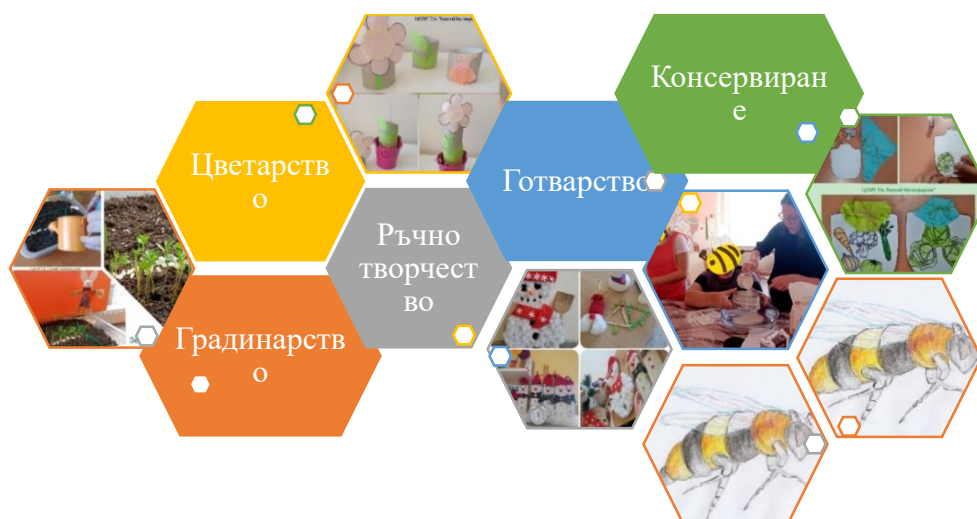 Цветарств
о
Градинарств
о
Ръчно
творчест
во
Готварство
Консервиран
е